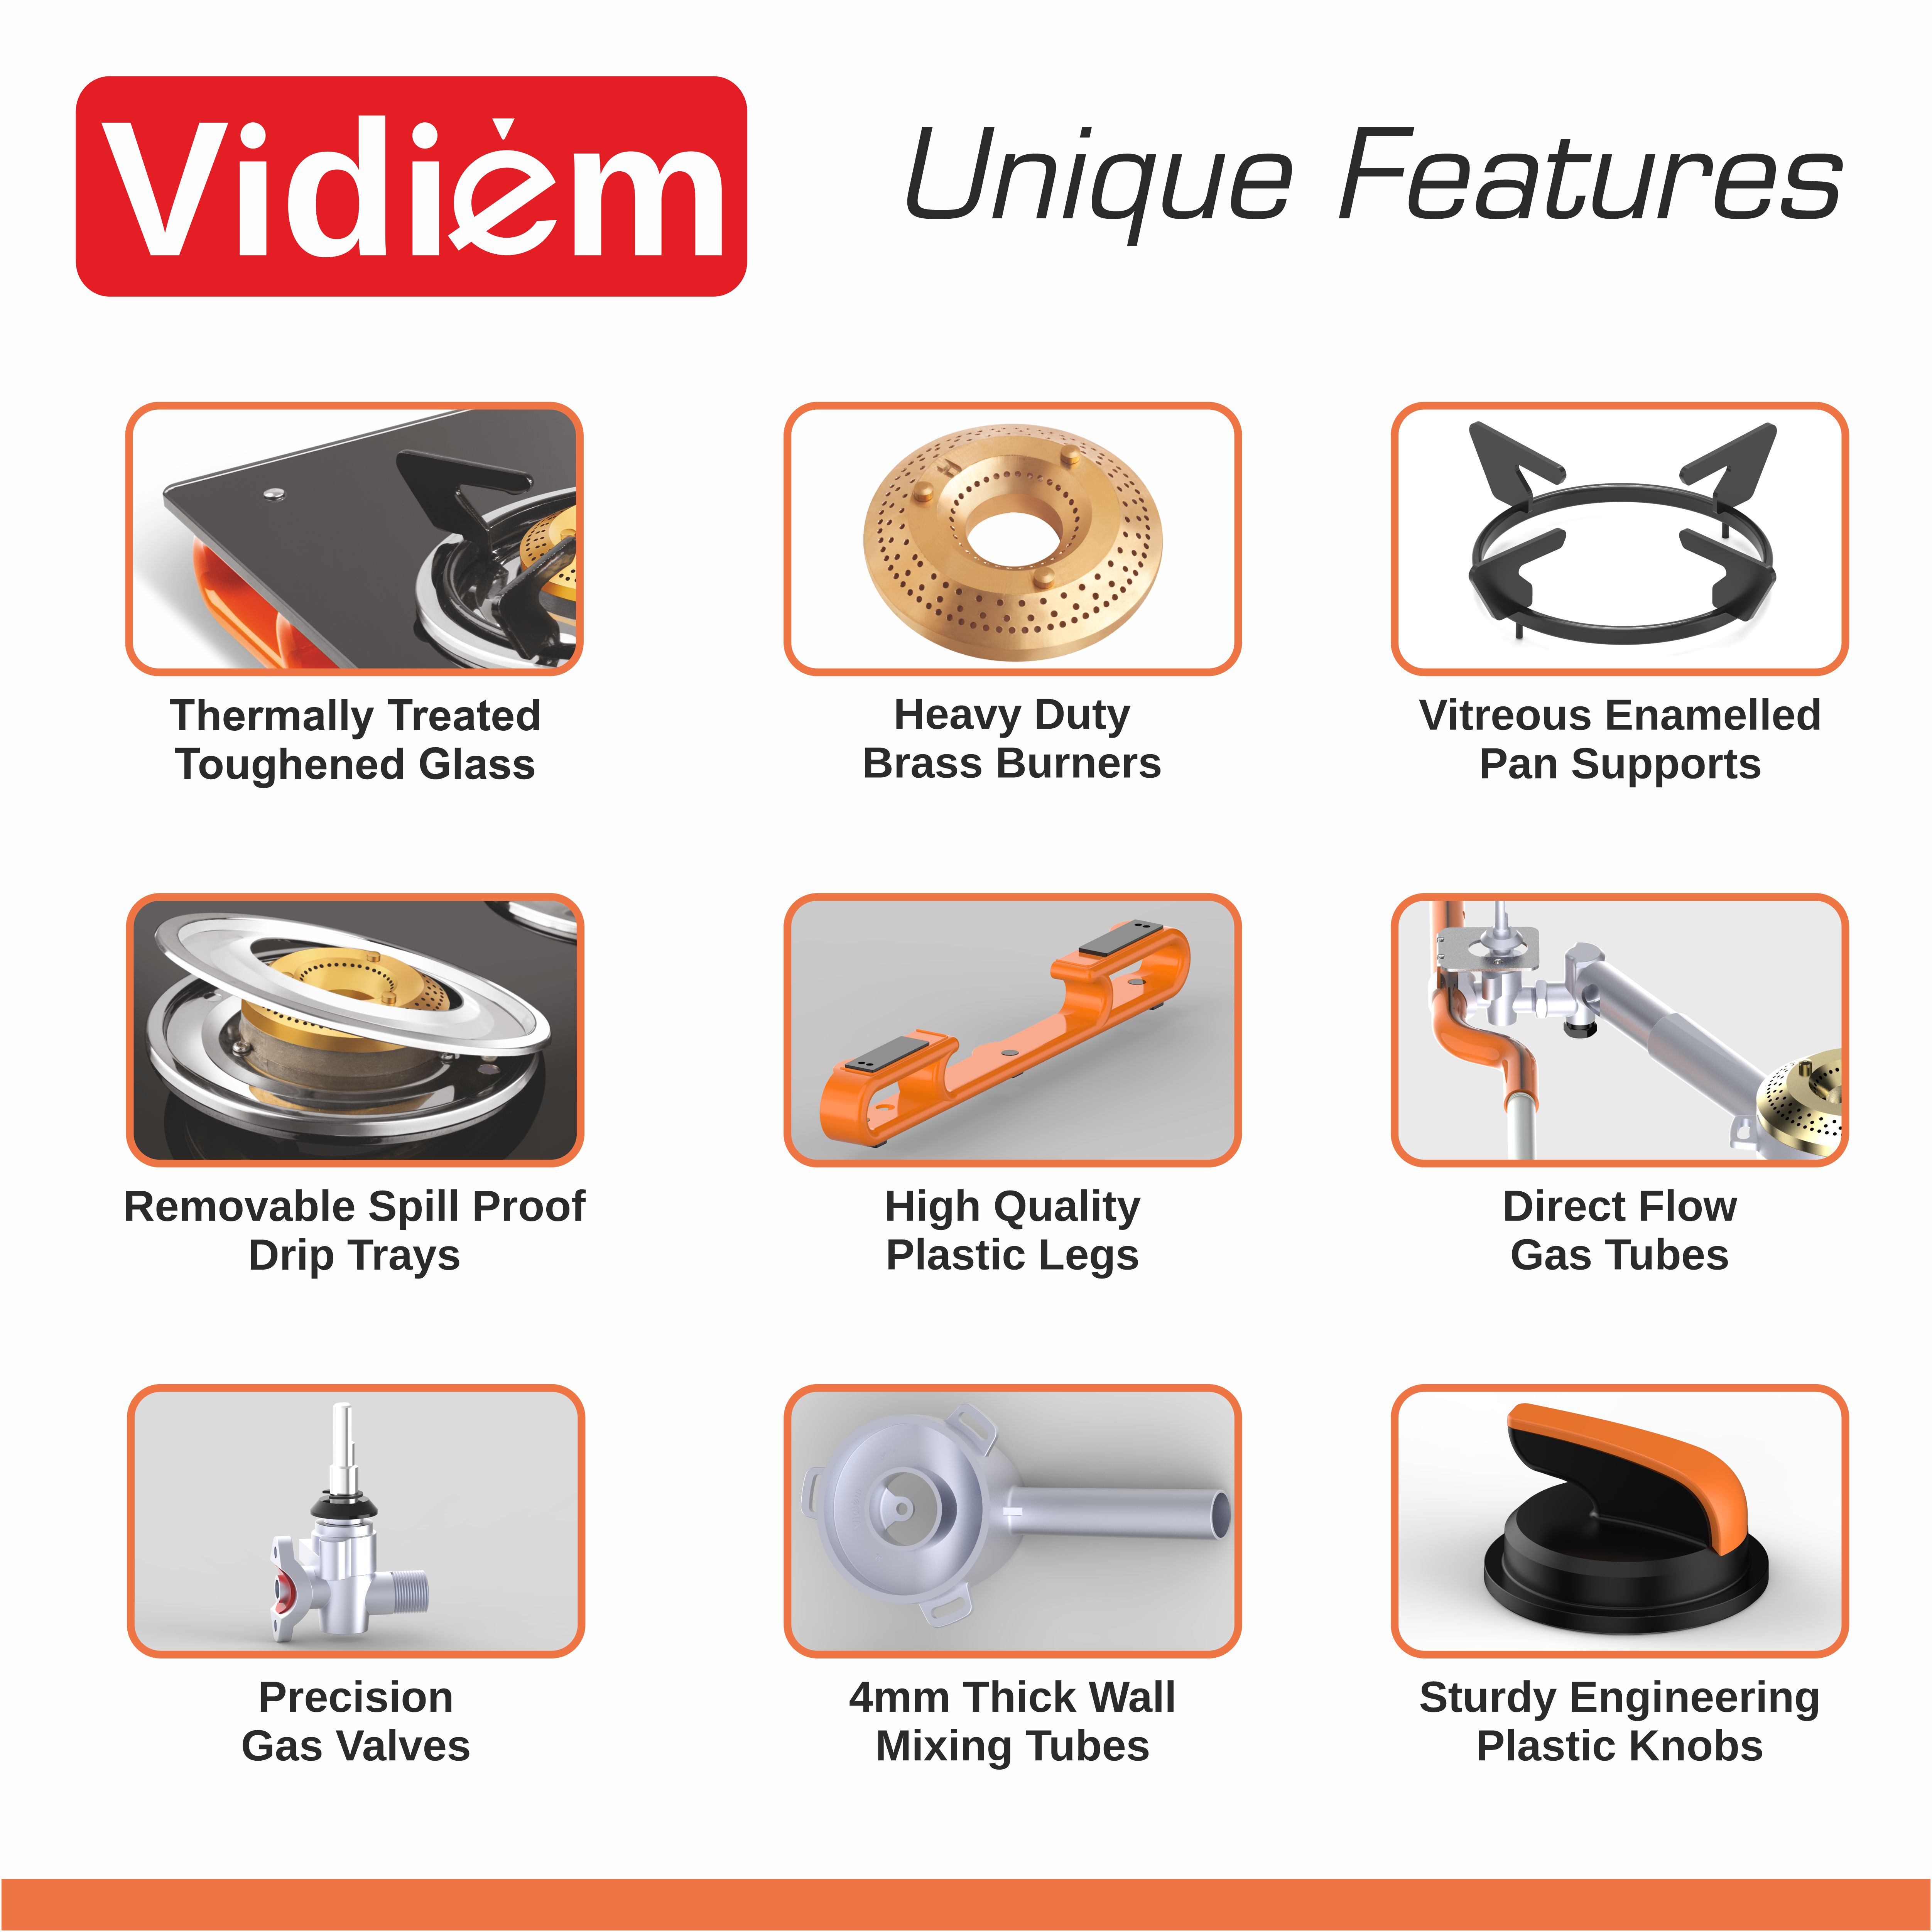 Vidiem
Unique Features
Thermally Treated
Toughened Glass
Heavy Duty
Brass Burners
Vitreous Enamelled
Pan Supports
Removable Spill Proof
Drip Trays
High Quality
Plastic Legs
Direct Flow
Gas Tubes
Precision
Gas Valves
4mm Thick Wall
Mixing Tubes
Sturdy Engineering
Plastic Knobs